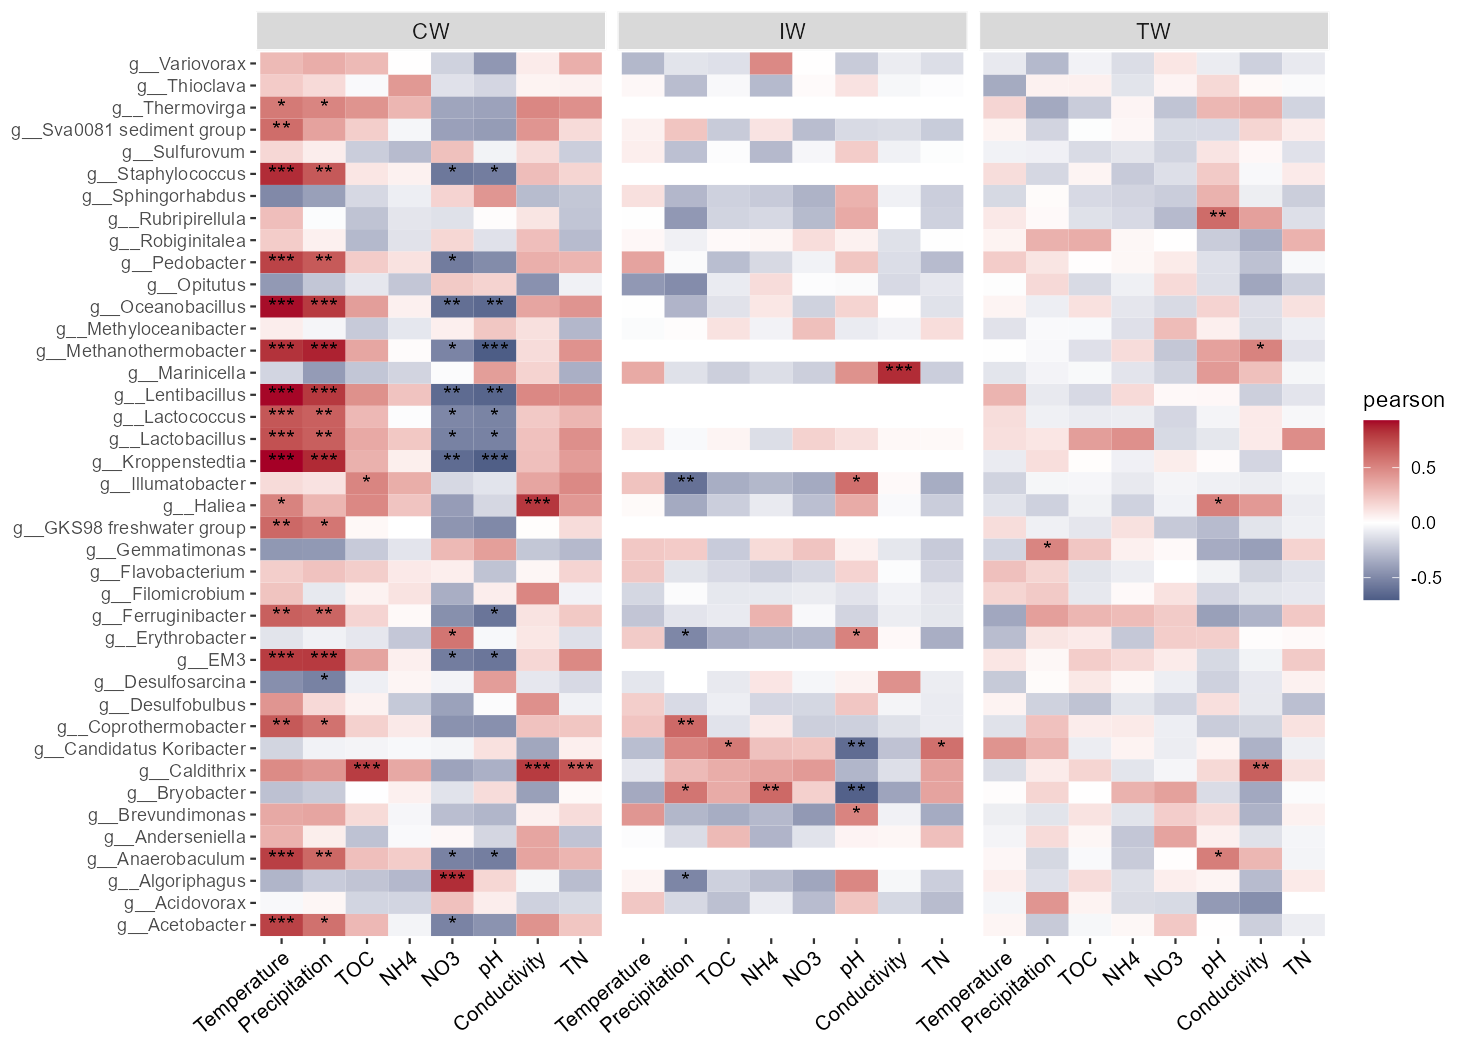 CW IW TW
g__Variovorax
g__Thioclava
g__Thermovirga * *
g__Sva0081 sediment group **
g__Sulfurovum
g__Staphylococcus *** ** * *
g__Sphingorhabdus
g__Rubripirellula **
g__Robiginitalea
g__Pedobacter *** ** *
g__Opitutus
g__Oceanobacillus *** *** ** **
g__Methyloceanibacter
g__Methanothermobacter *** *** * *** *
g__Marinicella ***
g__Lentibacillus *** *** ** **
g__Lactococcus *** ** * *
g__Lactobacillus *** ** * *
g__Kroppenstedtia *** *** ** ***
g__Illumatobacter * ** *
g__Haliea * *** *
g__GKS98 freshwater group ** *
g__Gemmatimonas *
g__Flavobacterium
g__Filomicrobium
g__Ferruginibacter ** ** *
g__Erythrobacter * * *
g__EM3 *** *** * *
g__Desulfosarcina *
g__Desulfobulbus
g__Coprothermobacter ** * **
g__Candidatus Koribacter * ** *
g__Caldithrix *** *** *** **
g__Bryobacter * ** **
g__Brevundimonas *
g__Anderseniella
g__Anaerobaculum *** ** * * *
g__Algoriphagus *** *
g__Acidovorax
g__Acetobacter *** * *
Temperature Precipitation TOC NH4 NO3 pH Conductivity TN
Temperature Precipitation TOC NH4 NO3 pH Conductivity TN
Temperature Precipitation TOC NH4 NO3 pH Conductivity TN
pearson
0.5
0.0
-0.5